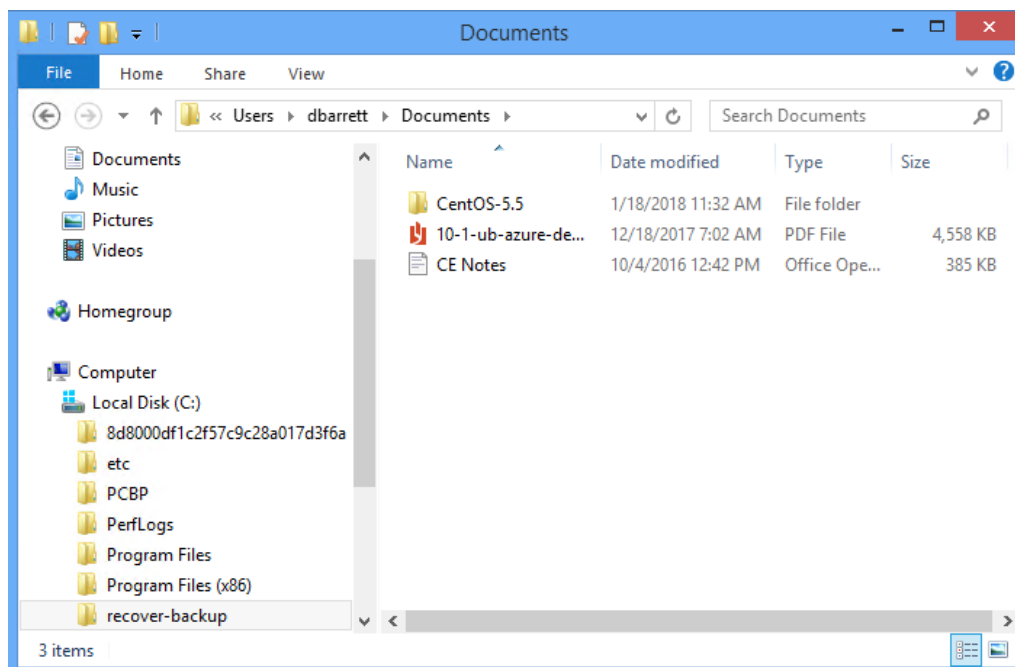 Documents
File Home Share View
« Users dbarrett Documents Search Documents
Documents
Music
Pictures
Videos
Homegroup
Computer
Local Disk (C:)
8d8000df1c2f57c9c28a017d3f6a
etc
PCBP
PerfLogs
Program Files
Program Files (x86)
recover-backup
Name Date modified Type Size
CentOS-5.5 1/18/2018 11:32 AM File folder
10-1-ub-azure-de... 12/18/2017 7:02 AM PDF File 4,558 KB
CE Notes 10/4/2016 12:42 PM Office Ope... 385 KB
3 items